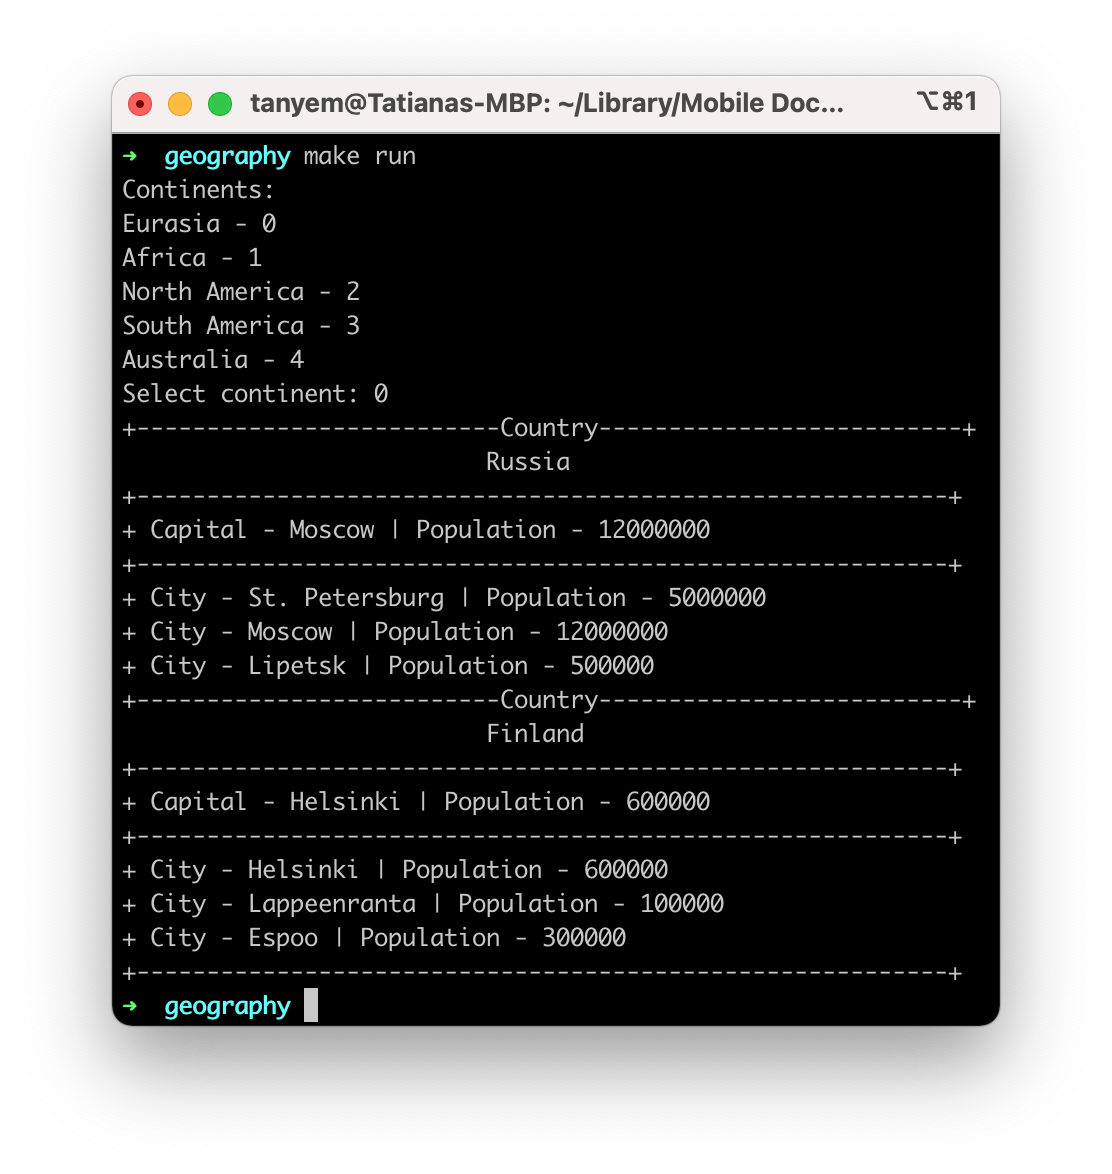 tanyem@Tatianas-MBP: ~/Library/Mobile Doc... ⌥⌘1
➜ geography make run
Continents:
Eurasia - 0
Africa - 1
North America - 2
South America - 3
Australia - 4
Select continent: 0
+--------------------------Country--------------------------+
Russia
+----------------------------------------------------------+
+ Capital - Moscow | Population - 12000000
+----------------------------------------------------------+
+ City - St. Petersburg | Population - 5000000
+ City - Moscow | Population - 12000000
+ City - Lipetsk | Population - 500000
+--------------------------Country--------------------------+
Finland
+----------------------------------------------------------+
+ Capital - Helsinki | Population - 600000
+----------------------------------------------------------+
+ City - Helsinki | Population - 600000
+ City - Lappeenranta | Population - 100000
+ City - Espoo | Population - 300000
+----------------------------------------------------------+
➜ geography